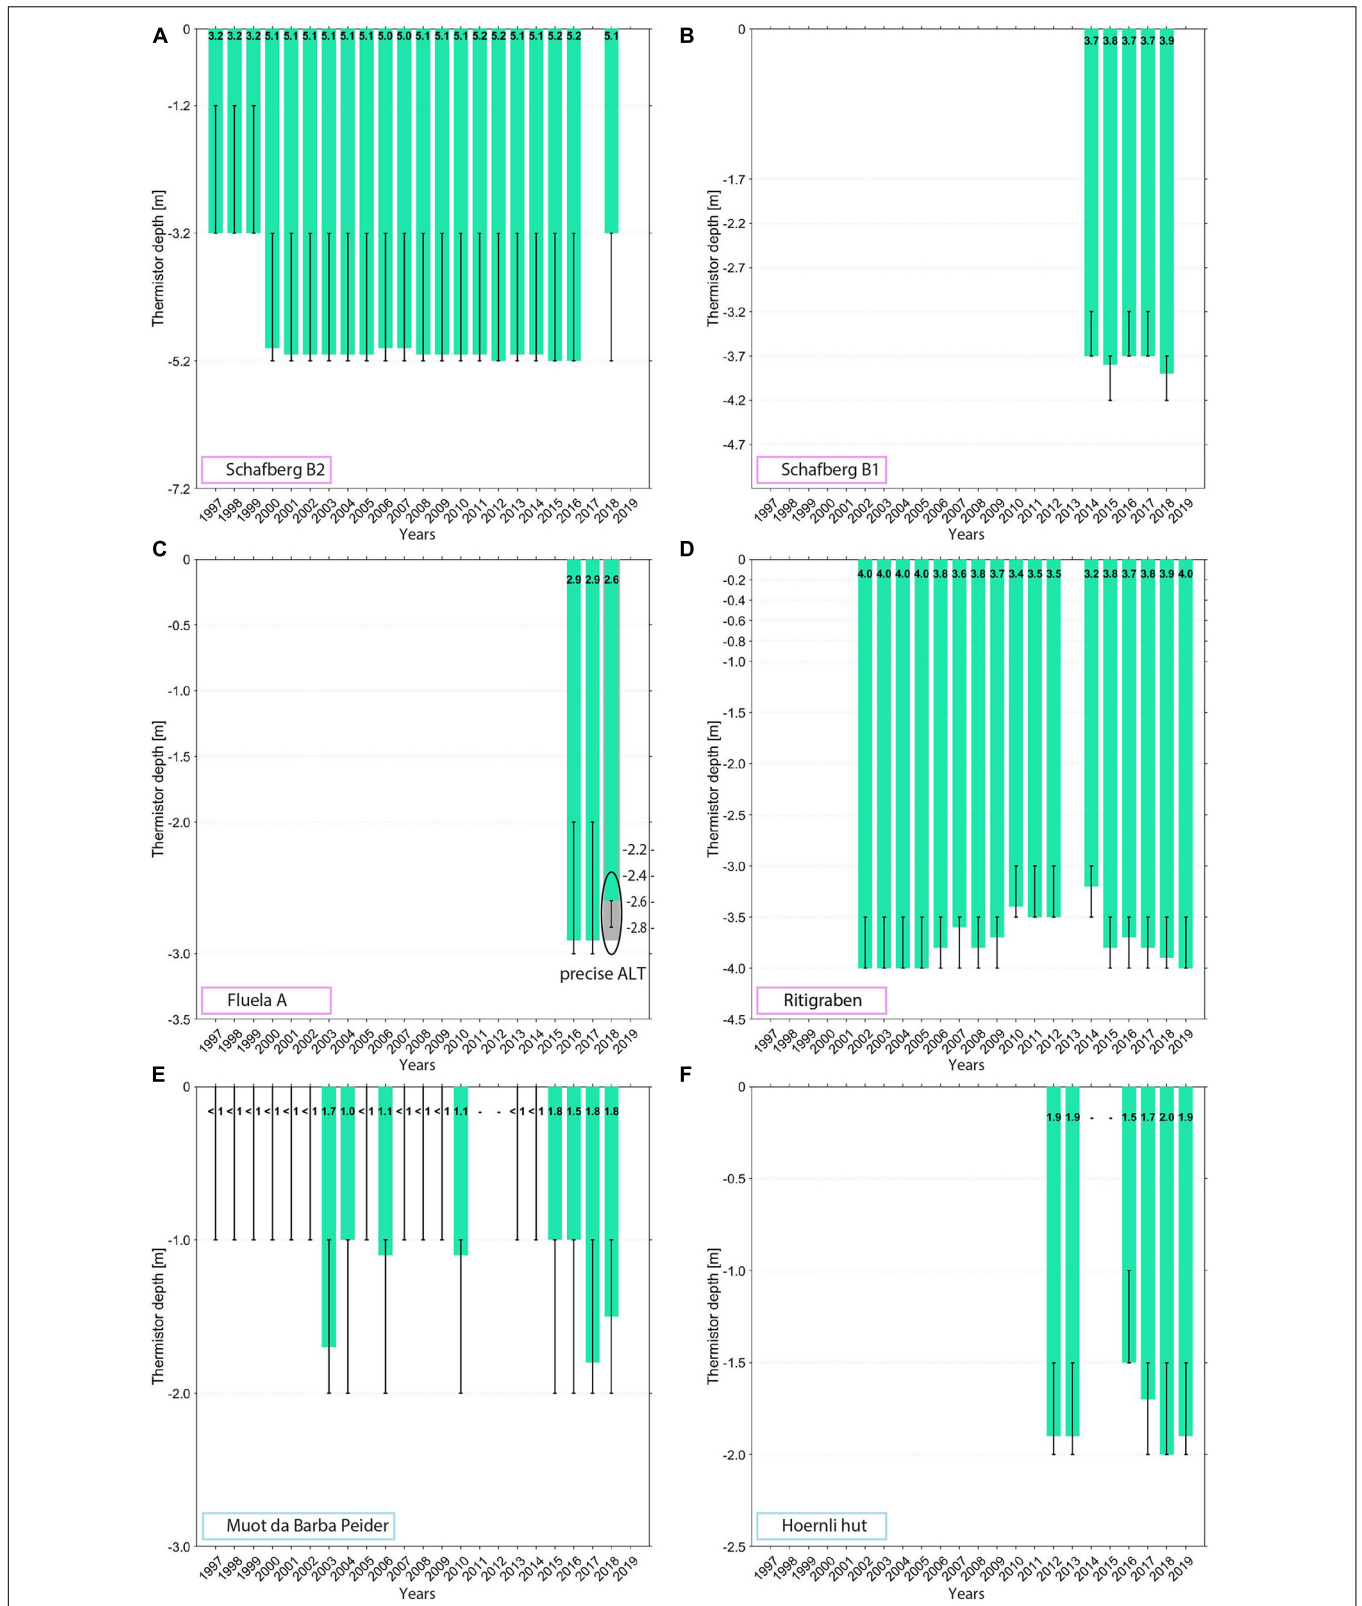 A
0
-1.2
-3.2
-5.2
-7.2
Thermistor depth [m]
3.2 3.2 3.2 5.1 5.1 5.1 5.1 5.1 5.1 5.0 5.0 5.1 5.1 5.1 5.2 5.2 5.1 5.1 5.2 5.2 5.1
Schafberg B2
1997 1998 1999 2000 2001 2002 2003 2004 2005 2006 2007 2008 2009 2010 2011 2012 2013 2014 2015 2016 2017 2018 2019
Years
B
0
-1.7
-2.2
-2.7
-3.2
-3.7
-4.2
-4.7
Thermistor depth [m]
3.7 3.8 3.7 3.7 3.9
Schafberg B1
1997 1998 1999 2000 2001 2002 2003 2004 2005 2006 2007 2008 2009 2010 2011 2012 2013 2014 2015 2016 2017 2018 2019
Years
C
0
-0.5
-1.0
-1.5
-2.0
-3.0
-3.5
Thermistor depth [m]
2.9 2.9 2.6
-2.2
-2.4
-2.6
-2.8
precise ALT
Fluela A
1997 1998 1999 2000 2001 2002 2003 2004 2005 2006 2007 2008 2009 2010 2011 2012 2013 2014 2015 2016 2017 2018 2019
Years
D
0
-0.2
-0.4
-0.6
-0.8
-1.0
-1.5
-2.0
-2.5
-3.0
-3.5
-4.0
-4.5
Thermistor depth [m]
4.0 4.0 4.0 4.0 3.8 3.6 3.8 3.7 3.4 3.5 3.5 3.2 3.8 3.7 3.8 3.9 4.0
Ritigraben
1997 1998 1999 2000 2001 2002 2003 2004 2005 2006 2007 2008 2009 2010 2011 2012 2013 2014 2015 2016 2017 2018 2019
Years
E
0
-1.0
-2.0
-3.0
Thermistor depth [m]
<1 <1 <1 <1 <1 <1 1.7 1.0 <1 1.1 <1 <1 <1 1.1 - - <1 <1 1.8 1.5 1.8 1.8
Muot da Barba Peider
1997 1998 1999 2000 2001 2002 2003 2004 2005 2006 2007 2008 2009 2010 2011 2012 2013 2014 2015 2016 2017 2018 2019
Years
F
0
-0.5
-1.0
-1.5
-2.0
-2.5
Thermistor depth [m]
1.9 1.9 - - 1.5 1.7 2.0 1.9
Hoernli hut
1997 1998 1999 2000 2001 2002 2003 2004 2005 2006 2007 2008 2009 2010 2011 2012 2013 2014 2015 2016 2017 2018 2019
Years